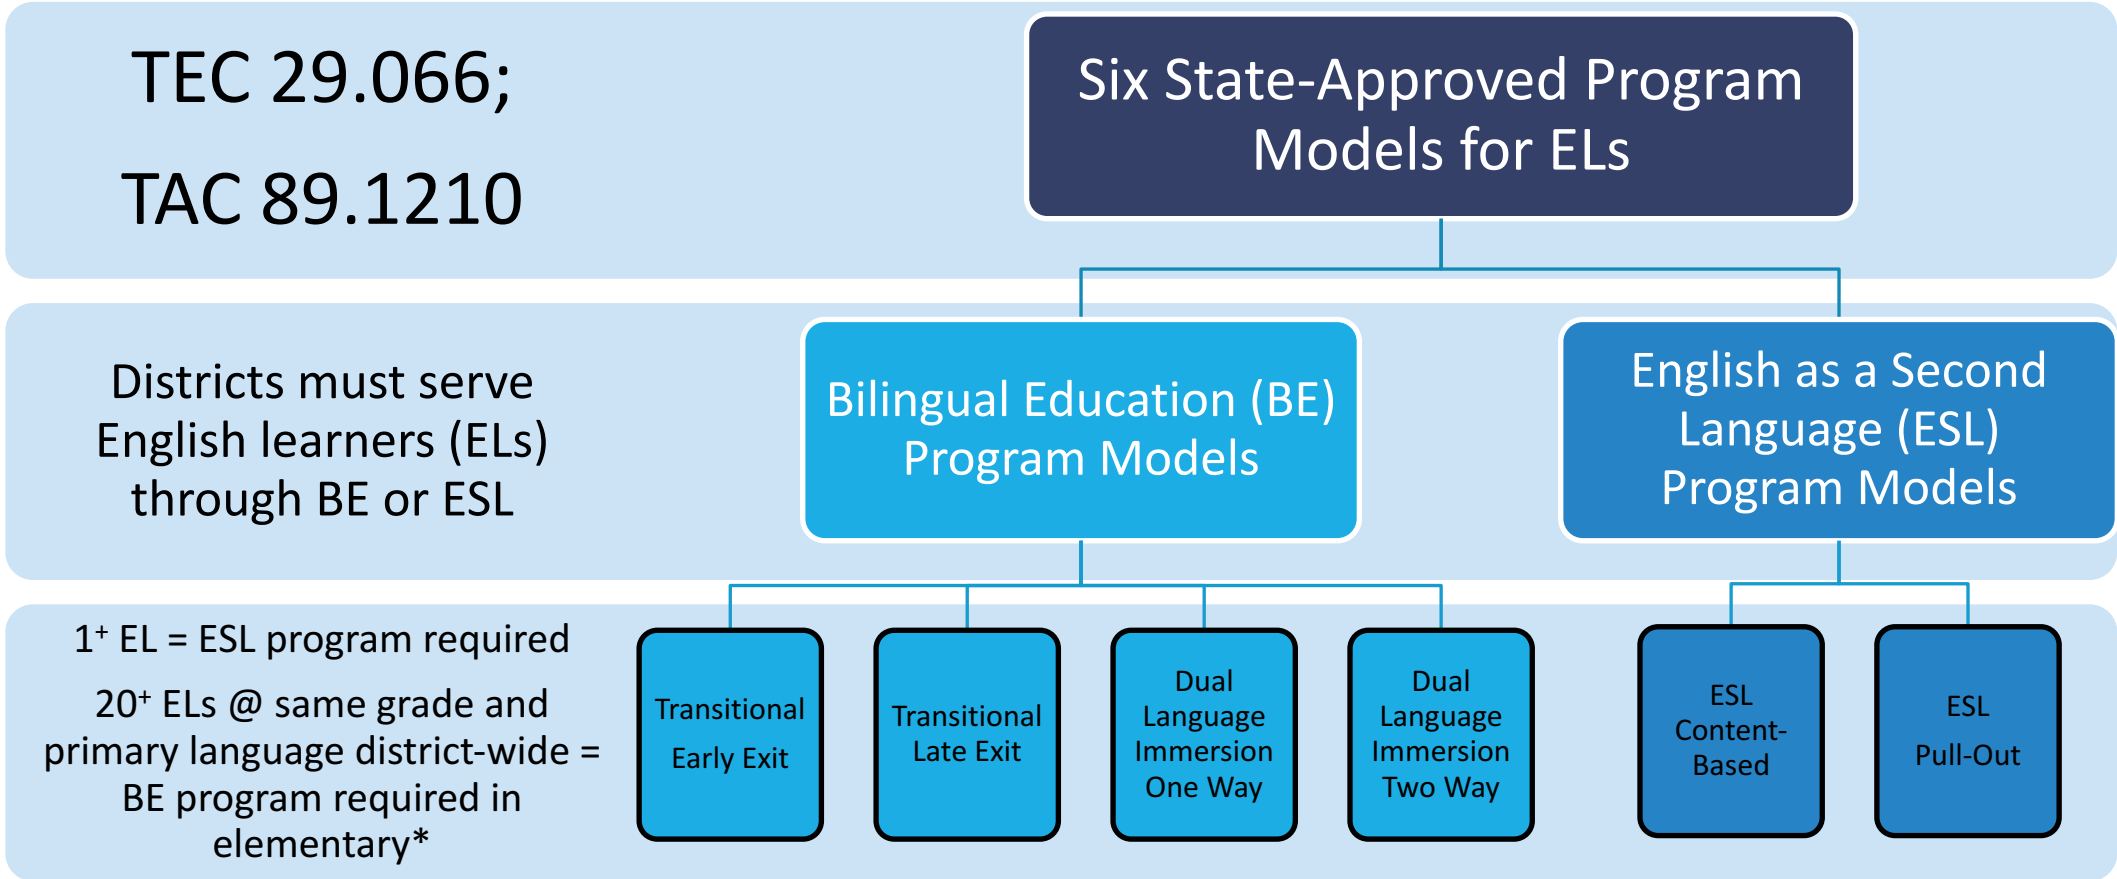 TEC 29.066;
TAC 89.1210
Six State-Approved Program
Models for ELs
Districts must serve
English learners (ELs)
through BE or ESL
Bilingual Education (BE)
Program Models
English as a Second
Language (ESL)
Program Models
1⁺ EL = ESL program required
20⁺ ELs @ same grade and
primary language district-wide =
BE program required in
elementary*
Transitional
Early Exit
Transitional
Late Exit
Dual
Language
Immersion
One Way
Dual
Language
Immersion
Two Way
ESL
Content-
Based
ESL
Pull-Out